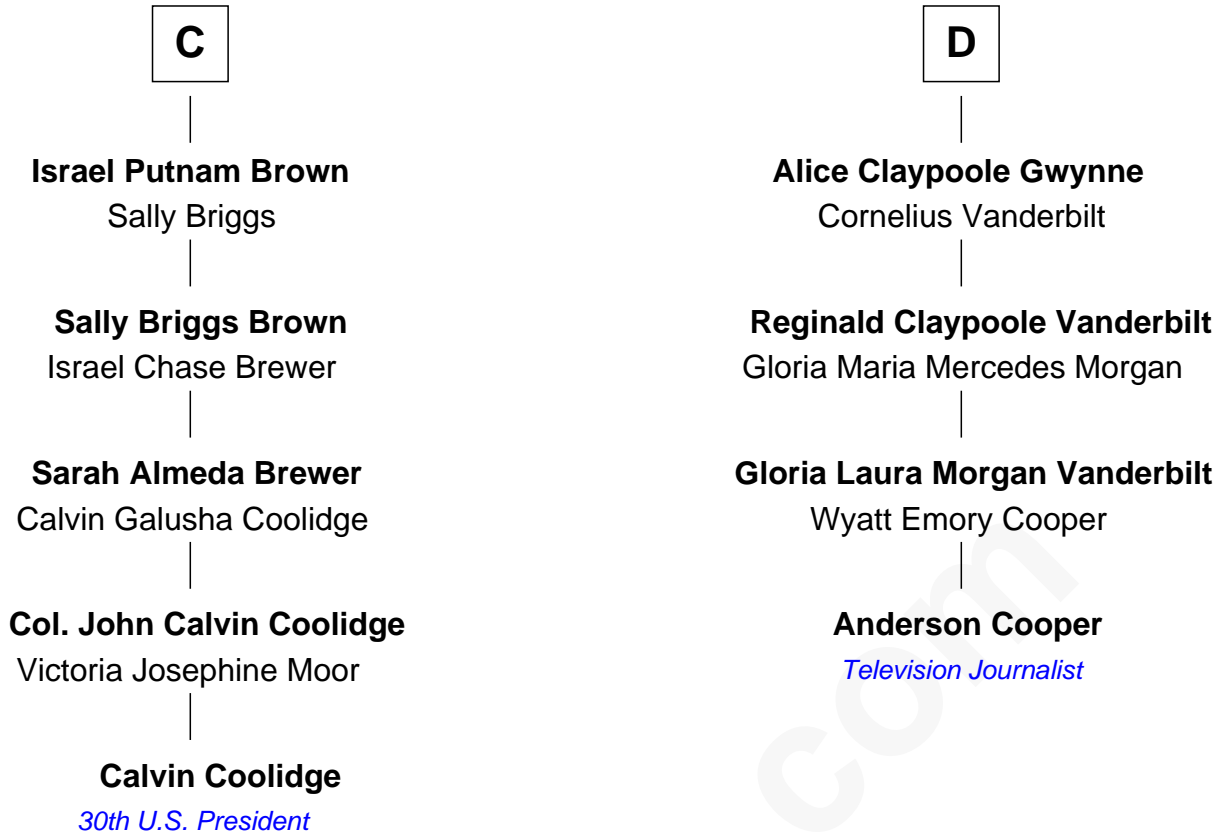 C
Israel Putnam Brown
Sally Briggs
Sally Briggs Brown
Israel Chase Brewer
Sarah Almeda Brewer
Calvin Galusha Coolidge
Col. John Calvin Coolidge
Victoria Josephine Moor
Calvin Coolidge
30th U.S. President
D
Alice Claypoole Gwynne
Cornelius Vanderbilt
Reginald Claypoole Vanderbilt
Gloria Maria Mercedes Morgan
Gloria Laura Morgan Vanderbilt
Wyatt Emory Cooper
Anderson Cooper
Television Journalist
com